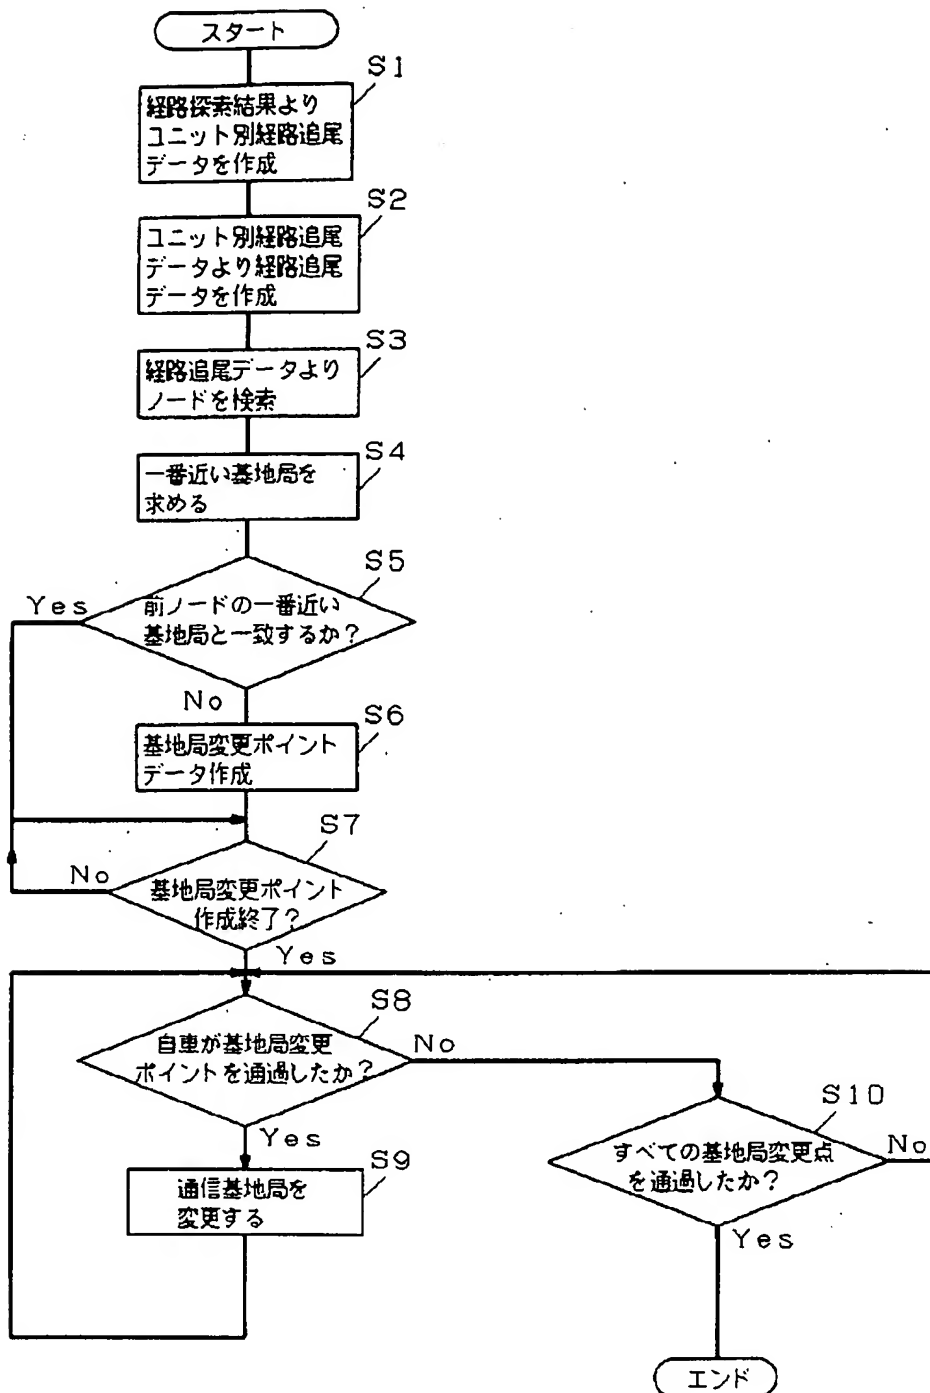 スタート
S1
経路探索結果より
ユニット別経路追尾
データを作成
S2
ユニット別経路追尾
データより経路追尾
データを作成
S3
経路追尾データより
ノードを検索
S4
一番近い基地局を
求める
S5
Yes
前ノードの一番近い
基地局と一致するか?
No
S6
基地局変更ポイント
データ作成
S7
No
基地局変更ポイント
作成終了?
Yes
S8
自車が基地局変更
ポイントを通過したか?
No
Yes
S9
通信基地局を
変更する
S10
すべての基地局変更点
を通過したか?
No
Yes
エンド